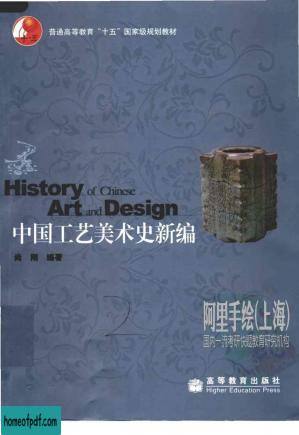 普通高等教育"十五"国家级规划教材
History of Chinese
Art and Design
中国工艺美术史新编
尚 刚 编著
2
阿里手绘(上海)
国内一流考研快题教育研究机构
高等教育出版社
Higher Education Press
www.homeofpdf.com